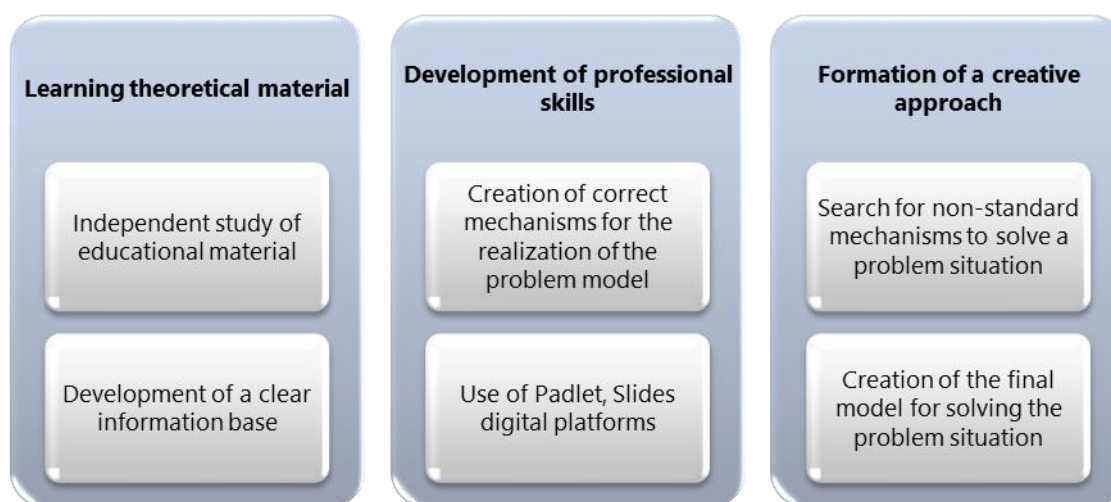 Learning theoretical material
Independent study of
educational material
Development of a clear
information base
Development of professional
skills
Creation of correct
mechanisms for the
realization of the
problem model
Use of Padlet, Slides
digital platforms
Formation of a creative
approach
Search for non-standard
mechanisms to solve a
problem situation
Creation of the final
model for solving the
problem situation